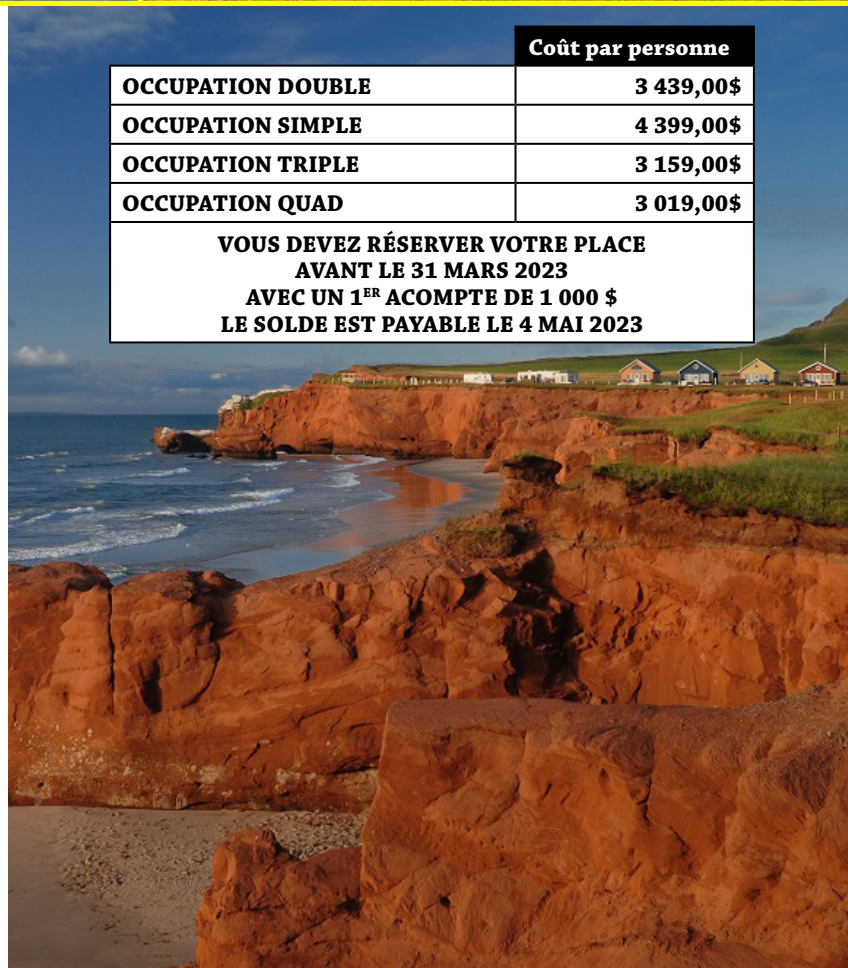 Coût par personne
OCCUPATION DOUBLE 3 439,00$
OCCUPATION SIMPLE 4 399,00$
OCCUPATION TRIPLE 3 159,00$
OCCUPATION QUAD 3 019,00$
VOUS DEVEZ RÉSERVER VOTRE PLACE
AVANT LE 31 MARS 2023
AVEC UN 1ER ACOMPTE DE 1 000 $
LE SOLDE EST PAYABLE LE 4 MAI 2023